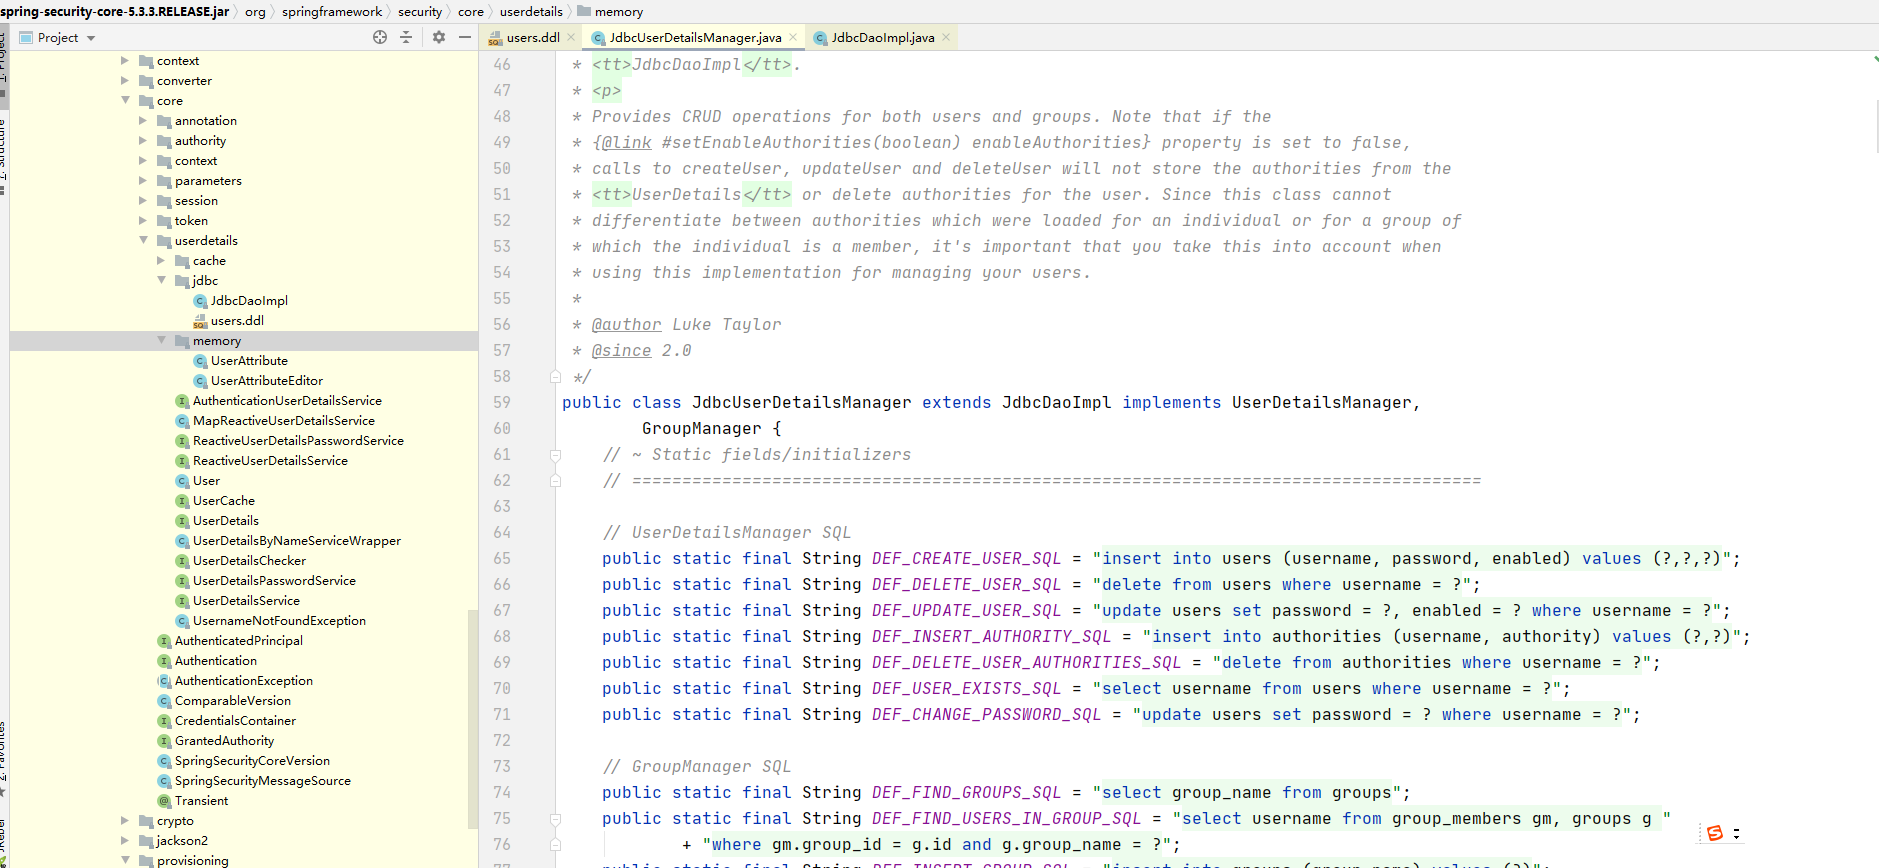 spring-security-core-5.3.3.RELEASE.jar org springframework security core userdetails memory
Project
users.ddl JdbcUserDetailsManager.java JdbcDaoImpl.java
context
converter
core
annotation
authority
context
parameters
session
token
userdetails
cache
jdbc
JdbcDaoImpl
users.ddl
memory
UserAttribute
UserAttributeEditor
AuthenticationUserDetailsService
MapReactiveUserDetailsService
ReactiveUserDetailsPasswordService
ReactiveUserDetailsService
User
UserCache
UserDetails
UserDetailsByNameServiceWrapper
UserDetailsChecker
UserDetailsPasswordService
UserDetailsService
UsernameNotFoundException
AuthenticatedPrincipal
Authentication
AuthenticationException
ComparableVersion
CredentialsContainer
GrantedAuthority
SpringSecurityCoreVersion
SpringSecurityMessageSource
Transient
crypto
jackson2
provisioning
46 * <tt>JdbcDaoImpl</tt>.
47 * <p>
48 * Provides CRUD operations for both users and groups. Note that if the
49 * {@link #setEnableAuthorities(boolean) enableAuthorities} property is set to false,
50 * calls to createUser, updateUser and deleteUser will not store the authorities from the
51 * <tt>UserDetails</tt> or delete authorities for the user. Since this class cannot
52 * differentiate between authorities which were loaded for an individual or for a group of
53 * which the individual is a member, it's important that you take this into account when
54 * using this implementation for managing your users.
55 *
56 * @author Luke Taylor
57 * @since 2.0
58 */
59 public class JdbcUserDetailsManager extends JdbcDaoImpl implements UserDetailsManager,
60 GroupManager {
61 // ~ Static fields/initializers
62 // =====================================================================================
63
64 // UserDetailsManager SQL
65 public static final String DEF_CREATE_USER_SQL = "insert into users (username, password, enabled) values (?,?,?)";
66 public static final String DEF_DELETE_USER_SQL = "delete from users where username = ?";
67 public static final String DEF_UPDATE_USER_SQL = "update users set password = ?, enabled = ? where username = ?";
68 public static final String DEF_INSERT_AUTHORITY_SQL = "insert into authorities (username, authority) values (?,?)";
69 public static final String DEF_DELETE_USER_AUTHORITIES_SQL = "delete from authorities where username = ?";
70 public static final String DEF_USER_EXISTS_SQL = "select username from users where username = ?";
71 public static final String DEF_CHANGE_PASSWORD_SQL = "update users set password = ? where username = ?";
72
73 // GroupManager SQL
74 public static final String DEF_FIND_GROUPS_SQL = "select group_name from groups";
75 public static final String DEF_FIND_USERS_IN_GROUP_SQL = "select username from group_members gm, groups g "
76 + "where gm.group_id = g.id and g.group_name = ?";